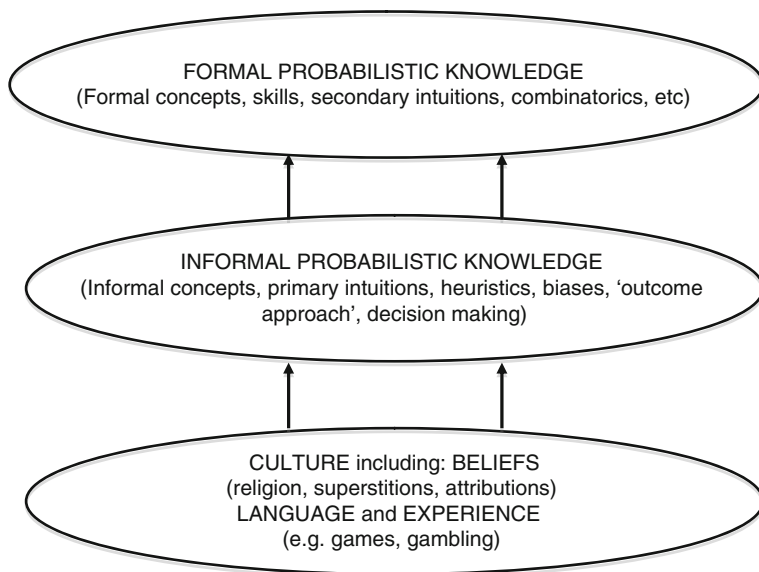 FORMAL PROBABILISTIC KNOWLEDGE
(Formal concepts, skills, secondary intuitions, combinatorics, etc)
INFORMAL PROBABILISTIC KNOWLEDGE
(Informal concepts, primary intuitions, heuristics, biases, ‘outcome
approach’, decision making)
CULTURE including: BELIEFS
(religion, superstitions, attributions)
LANGUAGE and EXPERIENCE
(e.g. games, gambling)